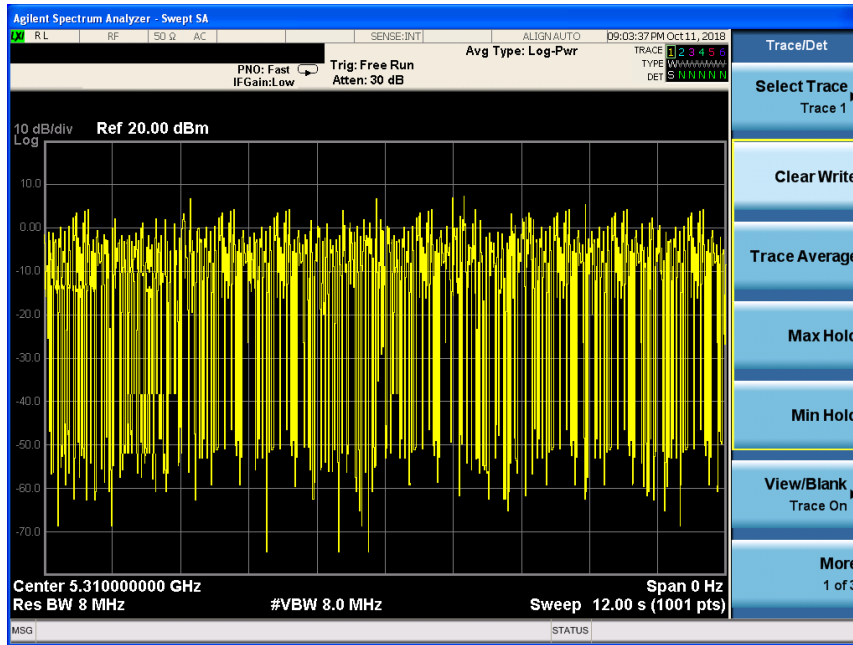 Agilent Spectrum Analyzer - Swept SA
LXI RL RF 50 Ω AC SENSE:INT ALIGN AUTO 09:03:37 PM Oct 11, 2018
Avg Type: Log-Pwr TRACE 1 2 3 4 5 6
PNO: Fast Trig: Free Run TYPE WWWWWW
IFGain:Low Atten: 30 dB DET S N N N N N
10 dB/div Ref 20.00 dBm
Log
10.0
0.00
-10.0
-20.0
-30.0
-40.0
-50.0
-60.0
-70.0
Center 5.310000000 GHz Span 0 Hz
Res BW 8 MHz #VBW 8.0 MHz Sweep 12.00 s (1001 pts)
MSG STATUS
Trace/Det
Select Trace
Trace 1
Clear Write
Trace Average
Max Hold
Min Hold
View/Blank
Trace On
More
1 of 3